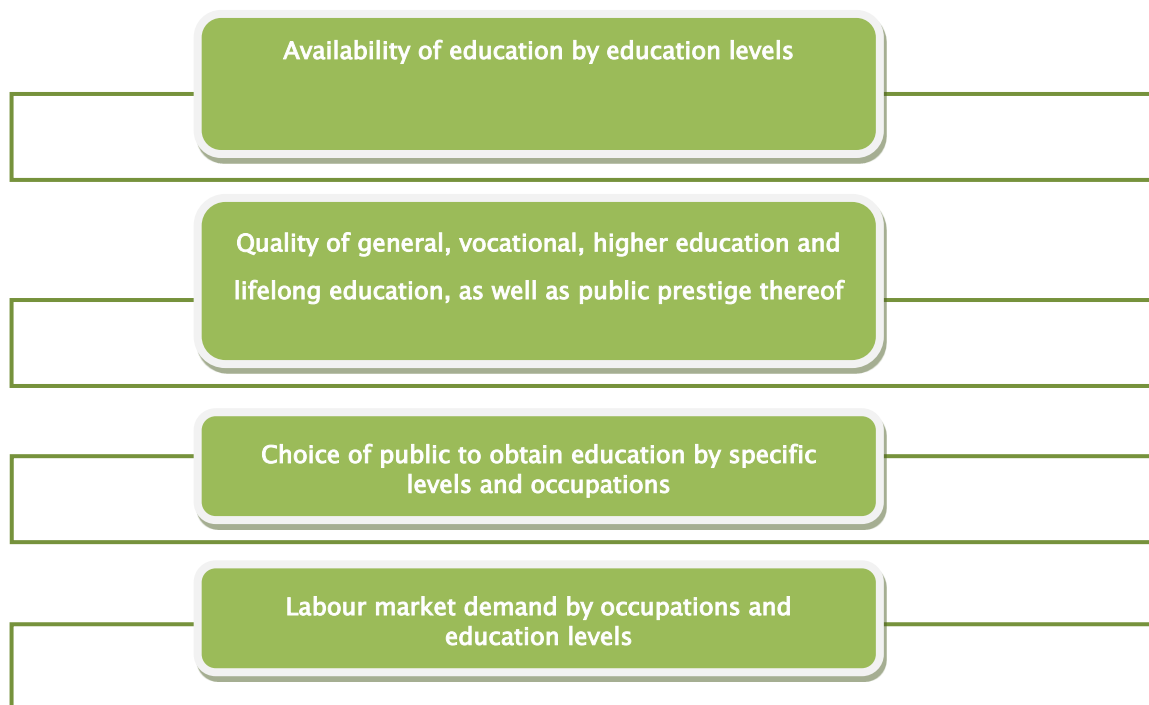 Availability of education by education levels
Quality of general, vocational, higher education and
lifelong education, as well as public prestige thereof
Choice of public to obtain education by specific
levels and occupations
Labour market demand by occupations and
education levels